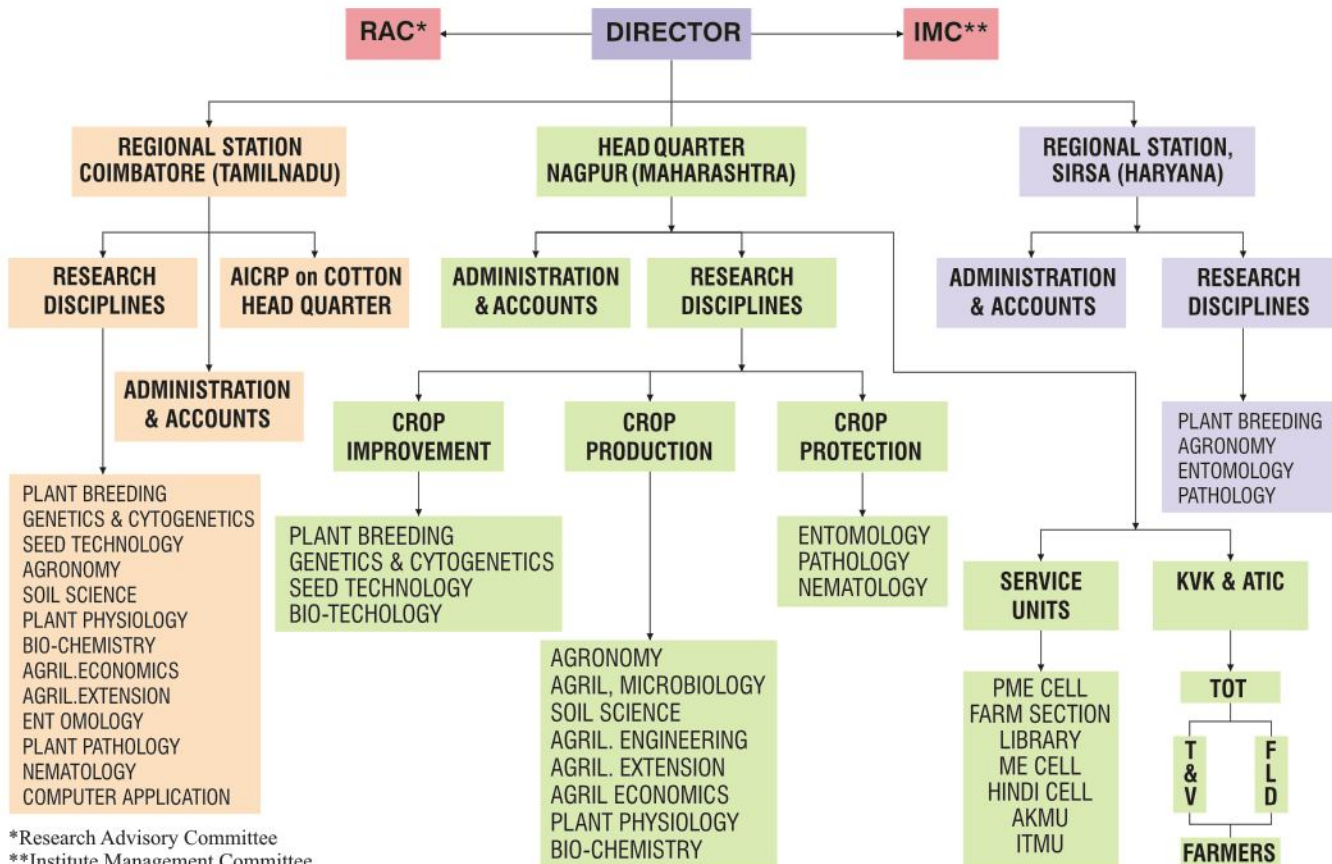 RAC*
DIRECTOR
IMC**
REGIONAL STATION
COIMBATORE (TAMILNADU)
HEAD QUARTER
NAGPUR (MAHARASHTRA)
REGIONAL STATION,
SIRSA (HARYANA)
RESEARCH
DISCIPLINES
AICRP on COTTON
HEAD QUARTER
ADMINISTRATION
& ACCOUNTS
RESEARCH
DISCIPLINES
ADMINISTRATION
& ACCOUNTS
RESEARCH
DISCIPLINES
ADMINISTRATION
& ACCOUNTS
CROP
IMPROVEMENT
CROP
PRODUCTION
CROP
PROTECTION
PLANT BREEDING
AGRONOMY
ENTOMOLOGY
PATHOLOGY
PLANT BREEDING
GENETICS & CYTOGENETICS
SEED TECHNOLOGY
AGRONOMY
SOIL SCIENCE
PLANT PHYSIOLOGY
BIO-CHEMISTRY
AGRIL.ECONOMICS
AGRIL.EXTENSION
ENT OMOLOGY
PLANT PATHOLOGY
NEMATOLOGY
COMPUTER APPLICATION
PLANT BREEDING
GENETICS & CYTOGENETICS
SEED TECHNOLOGY
BIO-TECHOLOGY
ENTOMOLOGY
PATHOLOGY
NEMATOLOGY
SERVICE
UNITS
KVK & ATIC
AGRONOMY
AGRIL, MICROBIOLOGY
SOIL SCIENCE
AGRIL. ENGINEERING
AGRIL. EXTENSION
AGRIL ECONOMICS
PLANT PHYSIOLOGY
BIO-CHEMISTRY
PME CELL
FARM SECTION
LIBRARY
ME CELL
HINDI CELL
AKMU
ITMU
TOT
T
&
V
F
L
D
FARMERS
*Research Advisory Committee
**Institute Management Committee